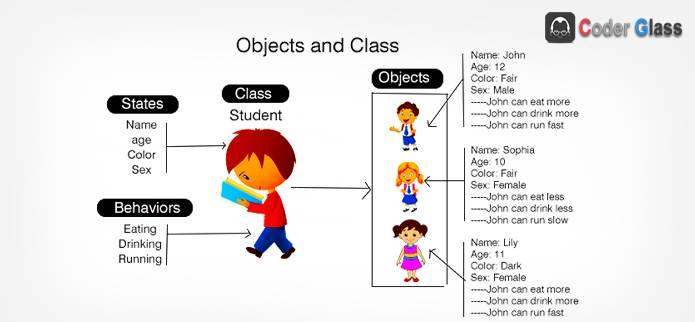 Coder Glass
Objects and Class
States
Name
age
Color
Sex
Behaviors
Eating
Drinking
Running
Class
Student
Objects
Name: John
Age: 12
Color: Fair
Sex: Male
-----John can eat more
-----John can drink more
-----John can run fast
Name: Sophia
Age: 10
Color: Fair
Sex: Female
-----John can eat less
-----John can drink less
-----John can run slow
Name: Lily
Age: 11
Color: Dark
Sex: Female
-----John can eat more
-----John can drink more
-----John can run fast